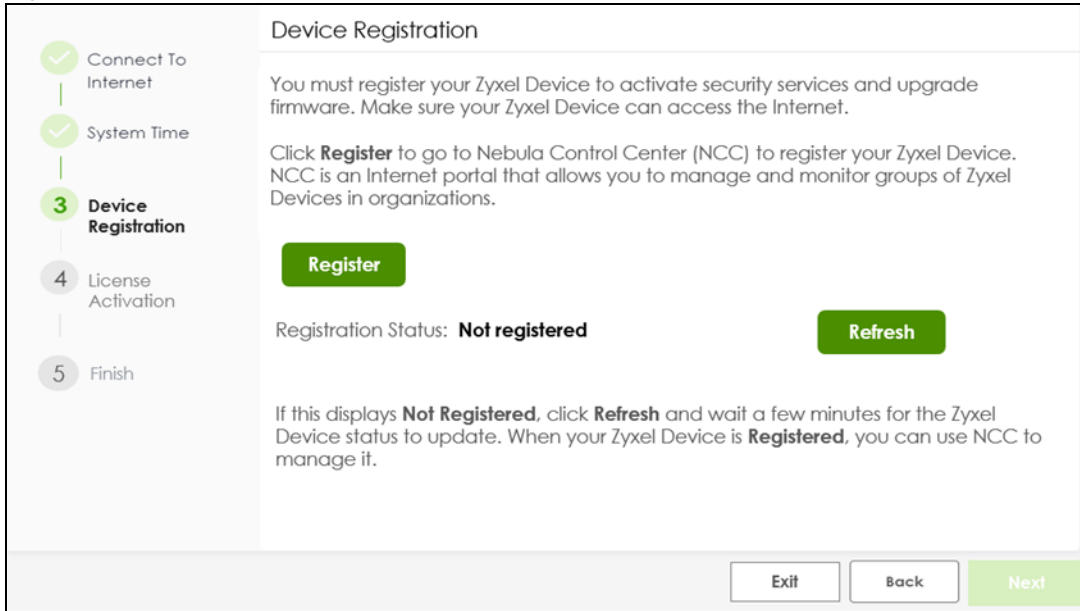 Device Registration
Connect To
Internet
System Time
3 Device
Registration
4 License
Activation
5 Finish
You must register your Zyxel Device to activate security services and upgrade
firmware. Make sure your Zyxel Device can access the Internet.
Click Register to go to Nebula Control Center (NCC) to register your Zyxel Device.
NCC is an Internet portal that allows you to manage and monitor groups of Zyxel
Devices in organizations.
Register
Registration Status: Not registered
Refresh
If this displays Not Registered, click Refresh and wait a few minutes for the Zyxel
Device status to update. When your Zyxel Device is Registered, you can use NCC to
manage it.
Exit
Back
Next